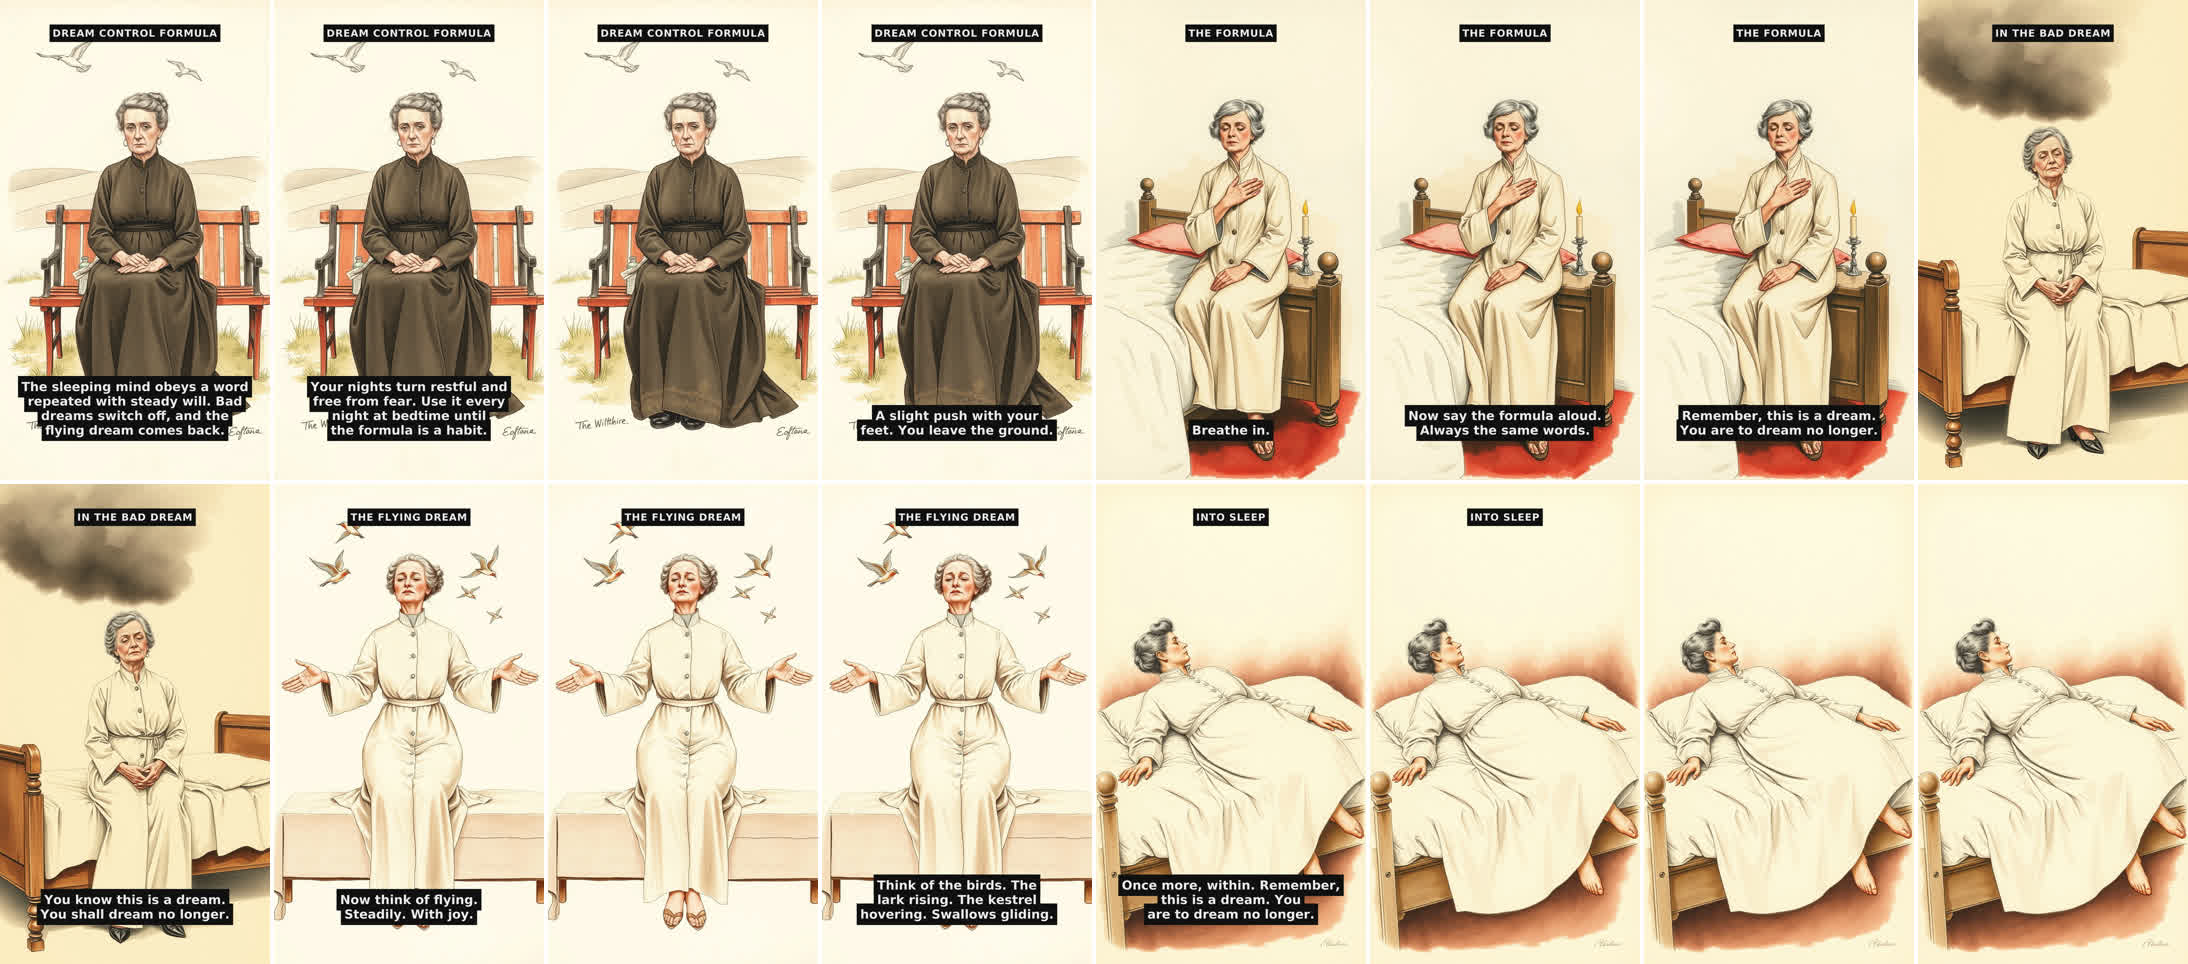 DREAM CONTROL FORMULA
The sleeping mind obeys a word
repeated with steady will. Bad
dreams switch off, and the
flying dream comes back.
Eoftana
DREAM CONTROL FORMULA
Your nights turn restful and
free from fear. Use it every
night at bedtime until
the formula is a habit.
The W
Eoftana
DREAM CONTROL FORMULA
The Wiltthire.
Eoftana
DREAM CONTROL FORMULA
A slight push with your
feet. You leave the ground.
THE FORMULA
Breathe in.
THE FORMULA
Now say the formula aloud.
Always the same words.
THE FORMULA
Remember, this is a dream.
You are to dream no longer.
IN THE BAD DREAM
IN THE BAD DREAM
You know this is a dream.
You shall dream no longer.
THE FLYING DREAM
Now think of flying.
Steadily. With joy.
THE FLYING DREAM
THE FLYING DREAM
Think of the birds. The
lark rising. The kestrel
hovering. Swallows gliding.
INTO SLEEP
Once more, within. Remember,
this is a dream. You
are to dream no longer.
INTO SLEEP